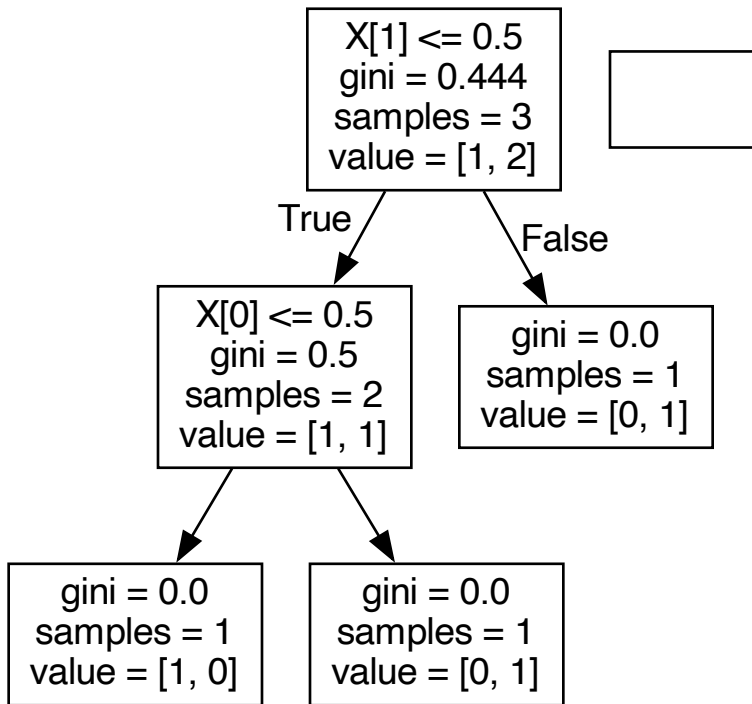 X[1] <= 0.5
gini = 0.444
samples = 3
value = [1, 2]
True
False
X[0] <= 0.5
gini = 0.5
samples = 2
value = [1, 1]
gini = 0.0
samples = 1
value = [0, 1]
gini = 0.0
samples = 1
value = [1, 0]
gini = 0.0
samples = 1
value = [0, 1]